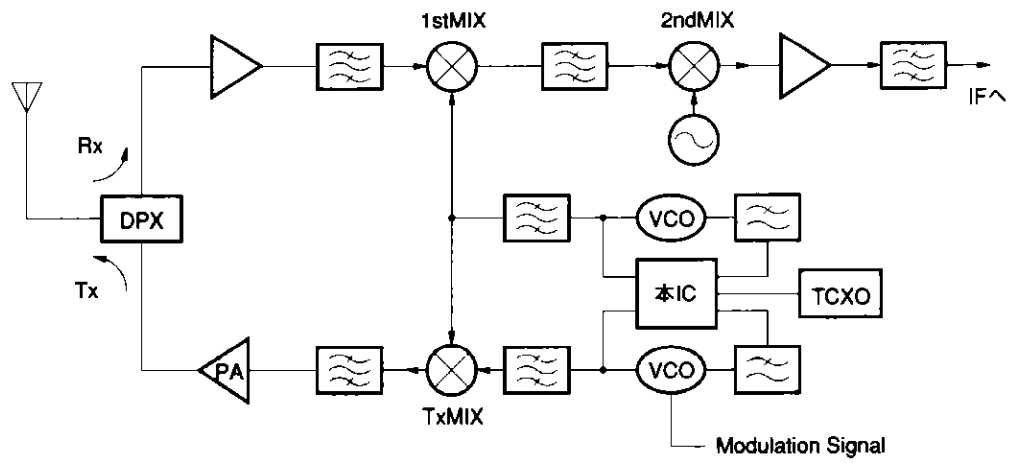 1stMIX
2ndMIX
IFへ
Rx
DPX
VCO
Tx
本IC
TCXO
PA
VCO
TxMIX
Modulation Signal